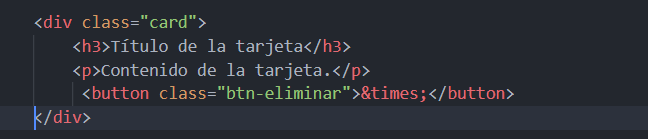 <div class="card">
    <h3>Título de la tarjeta</h3>
    <p>Contenido de la tarjeta.</p>
     <button class="btn-eliminar">&times;</button>
</div>